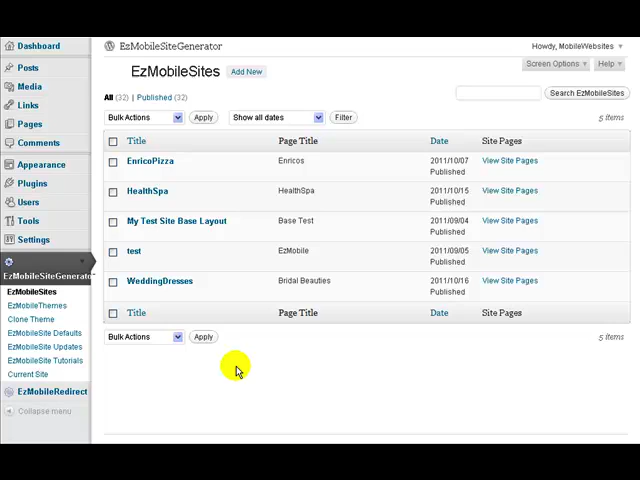 Dashboard
EzMobileSiteGenerator
Howdy, MobileWebsites
Posts
Media
Links
Pages
Comments
Appearance
Plugins
Users
Tools
Settings
EzMobileSiteGenerato
EzMobileSites
EzMobileThemes
Clone Theme
EzMobileSite Defaults
EzMobileSite Updates
EzMobileSite Tutorials
Current Site
EzMobileRedirect
Collapse menu
Screen Options Help
EzMobileSites Add New
All (32) | Published (32)
Search EzMobileSites
Bulk Actions Apply Show all dates Filter 5 items
Title Page Title Date Site Pages
EnricoPizza Enricos 2011/10/07 View Site Pages
Published
HealthSpa HealthSpa 2011/10/15 View Site Pages
Published
My Test Site Base Layout Base Test 2011/09/04 View Site Pages
Published
test EzMobile 2011/09/05 View Site Pages
Published
WeddingDresses Bridal Beauties 2011/10/16 View Site Pages
Published
Title Page Title Date Site Pages
Bulk Actions Apply 5 items